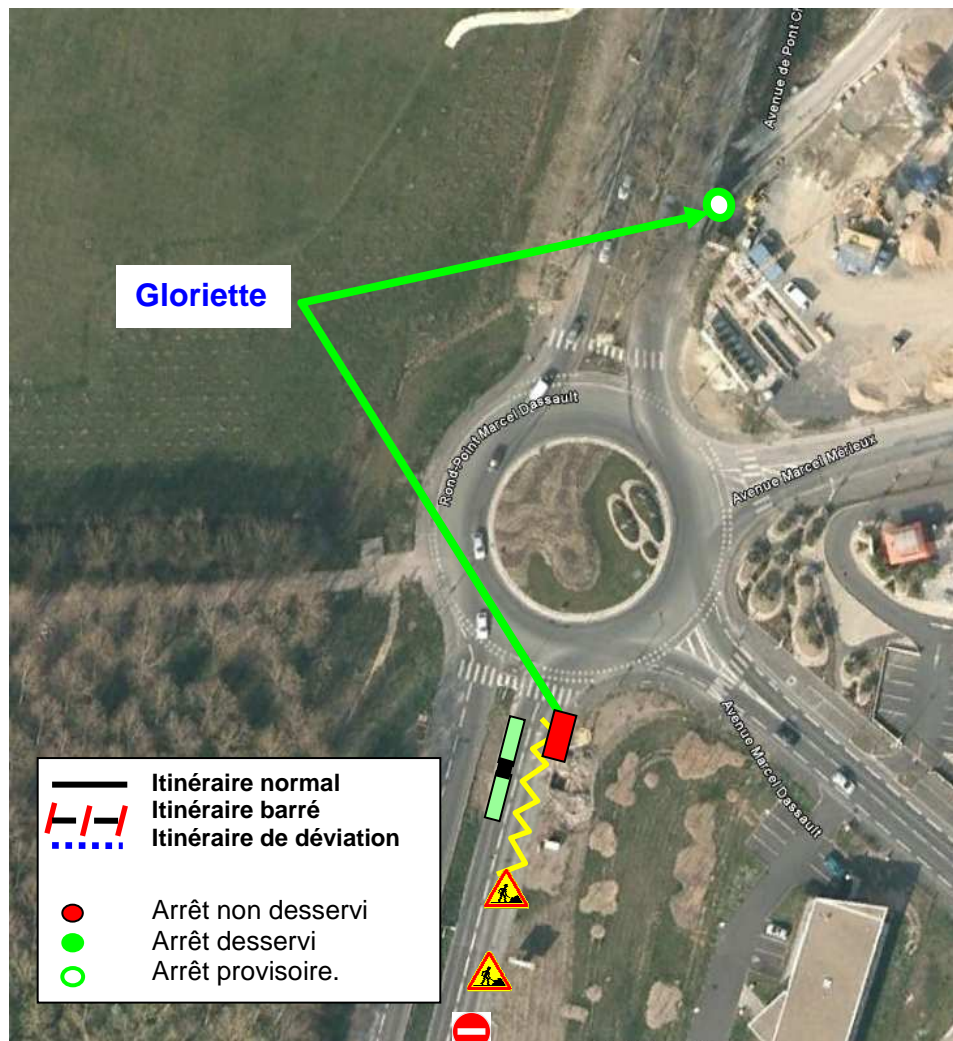 Avenue de Pont
Gloriette
Rond-Point Marcel Dassault
Avenue Marcel Mérieux
Avenue Marcel Dassault
Itinéraire normal
Itinéraire barré
Itinéraire de déviation
Arrêt non desservi
Arrêt desservi
Arrêt provisoire.